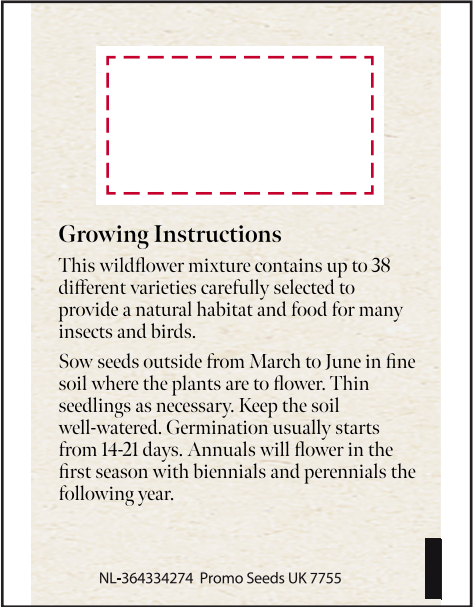 Growing Instructions
This wildflower mixture contains up to 38
different varieties carefully selected to
provide a natural habitat and food for many
insects and birds.
Sow seeds outside from March to June in fine
soil where the plants are to flower. Thin
seedlings as necessary. Keep the soil
well-watered. Germination usually starts
from 14-21 days. Annuals will flower in the
first season with biennials and perennials the
following year.
NL-364334274 Promo Seeds UK 7755